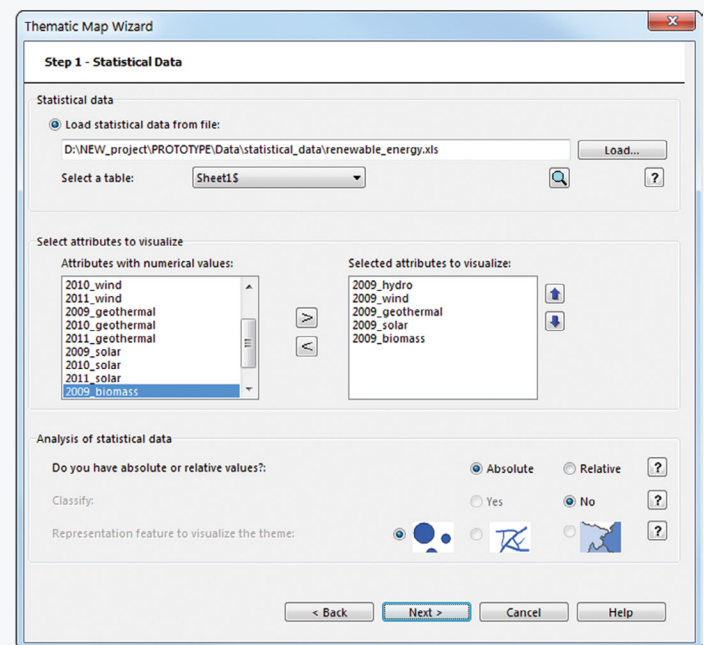 Thematic Map Wizard
Step 1 - Statistical Data
Statistical data
Load statistical data from file:
D:\NEW_project\PROTOTYPE\Data\statistical_data\renewable_energy.xls
Load...
Select a table:
Sheet1$
?
Select attributes to visualize
Attributes with numerical values:
2010_wind
2011_wind
2009_geothermal
2010_geothermal
2011_geothermal
2009_solar
2010_solar
2011_solar
2009_biomass
>
<
Selected attributes to visualize:
2009_hydro
2009_wind
2009_geothermal
2009_solar
2009_biomass
Analysis of statistical data
Do you have absolute or relative values?:
Absolute
Relative
?
Classify:
Yes
No
?
Representation feature to visualize the theme:
?
< Back
Next >
Cancel
Help